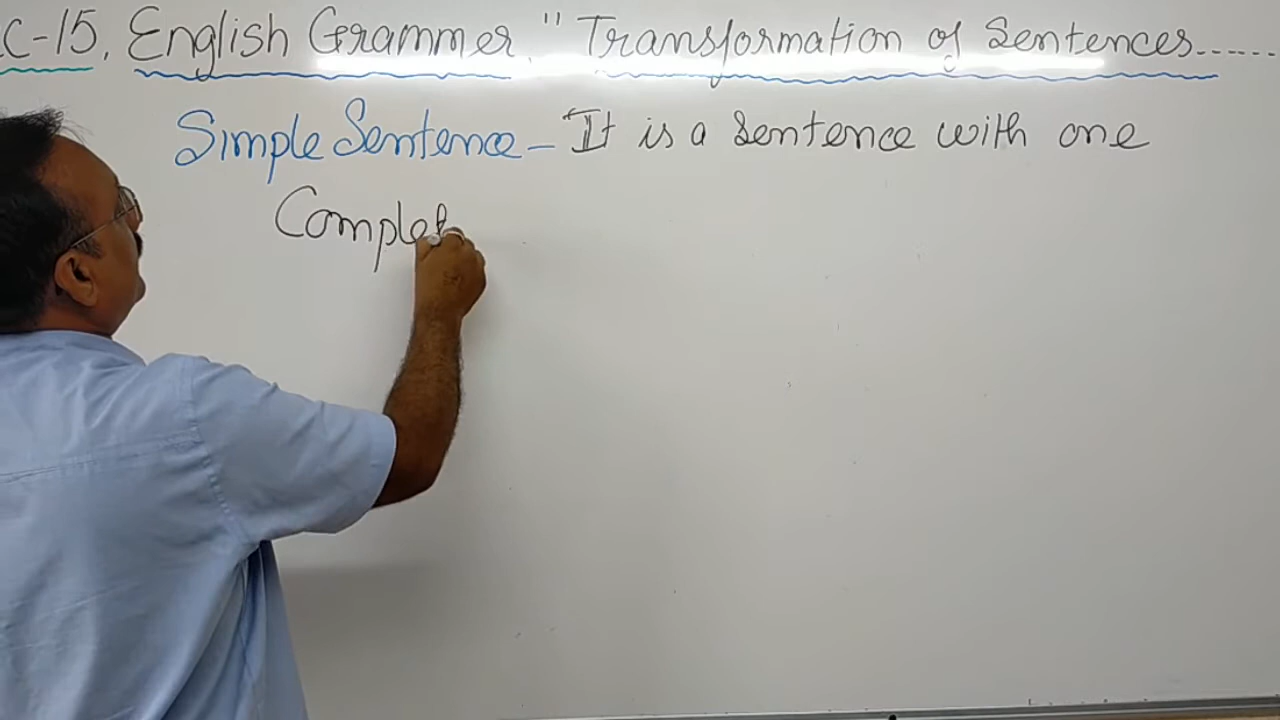 C-15, English Grammer, " Transformation of Sentences......
Simple Sentence - It is a Sentence with one
Complet